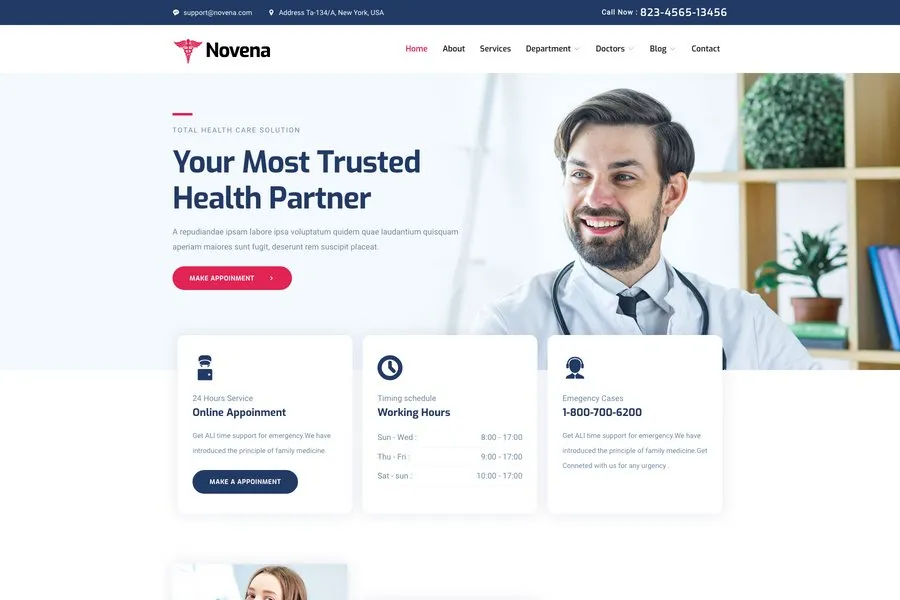 support@novena.com Address Ta-134/A, New York, USA Call Now : 823-4565-13456
Novena
Home About Services Department Doctors Blog Contact
TOTAL HEALTH CARE SOLUTION
Your Most Trusted
Health Partner
A repudiandae ipsam labore ipsa voluptatum quidem quae laudantium quisquam
aperiam maiores sunt fugit, deserunt rem suscipit placeat.
MAKE APPOINMENT
24 Hours Service
Online Appoinment
Get ALl time support for emergency.We have
introduced the principle of family medicine.
MAKE A APPOINMENT
Timing schedule
Working Hours
Sun - Wed : 8:00 - 17:00
Thu - Fri : 9:00 - 17:00
Sat - sun : 10:00 - 17:00
Emegency Cases
1-800-700-6200
Get ALl time support for emergency.We have
introduced the principle of family medicine.Get
Conneted with us for any urgency .